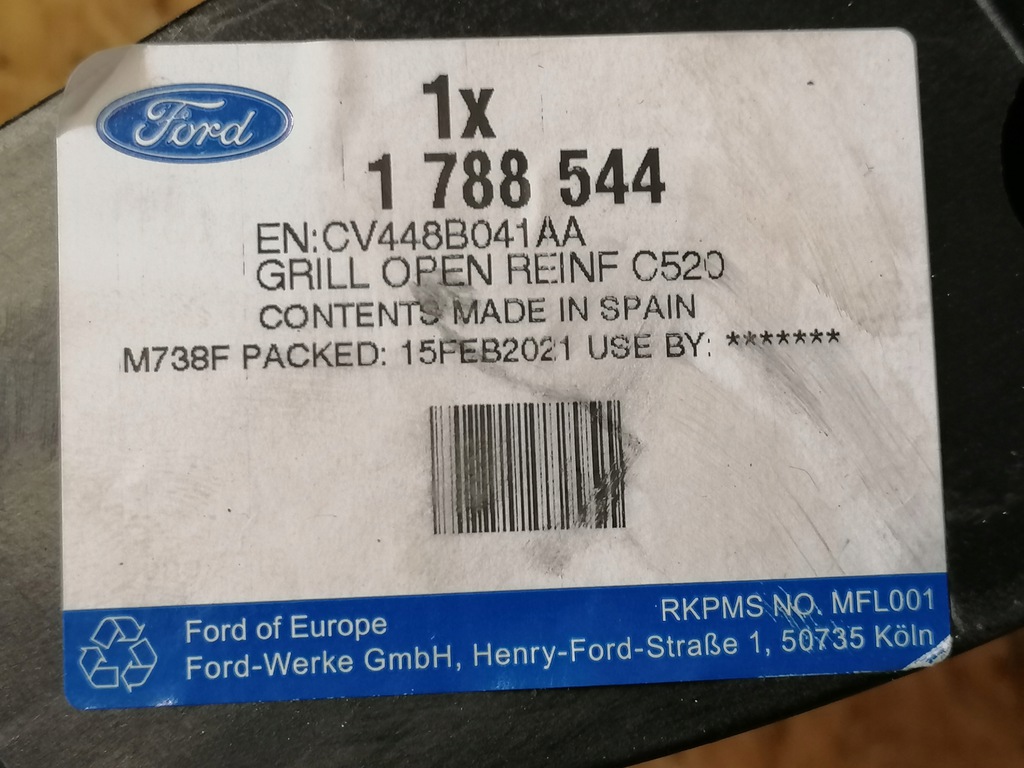 Ford
1x
1 788 544
EN:CV448B041AA
GRILL OPEN REINF C520
CONTENTS MADE IN SPAIN
M738F PACKED: 15FEB2021 USE BY: *******
Ford of Europe
RKPMS NO. MFL001
Ford-Werke GmbH, Henry-Ford-Straße 1, 50735 Köln